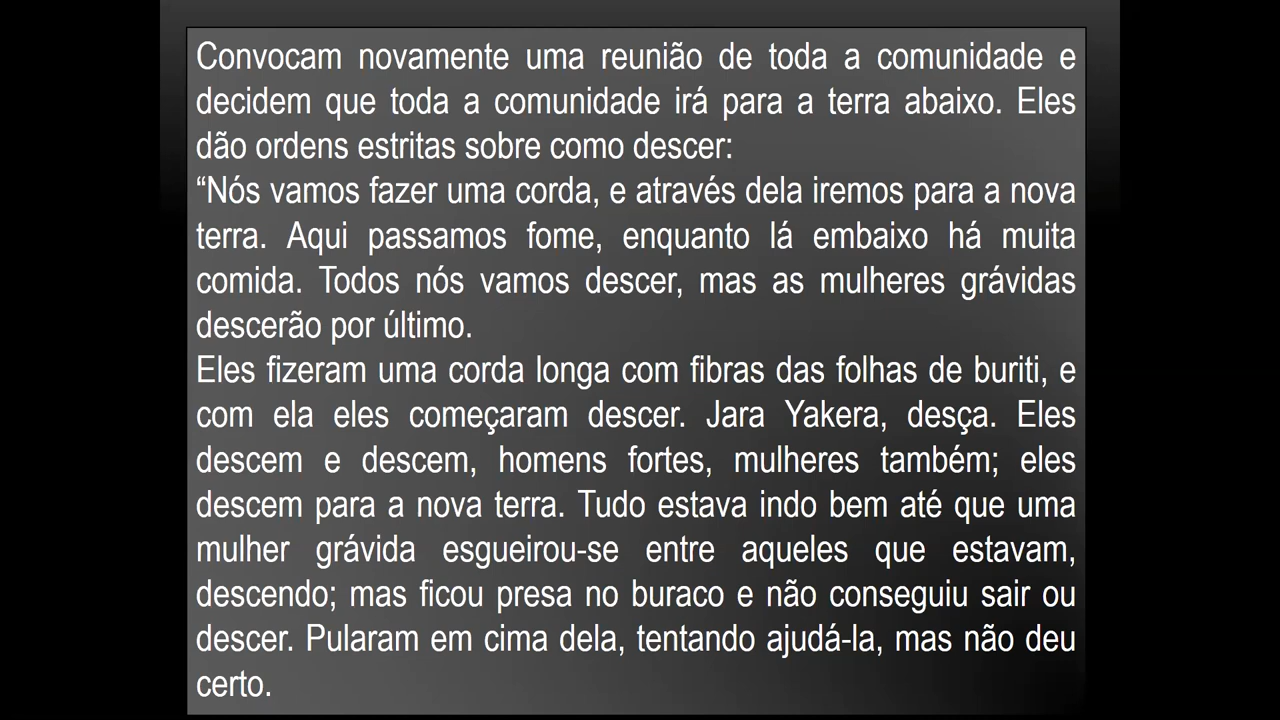 Convocam novamente uma reunião de toda a comunidade e
decidem que toda a comunidade irá para a terra abaixo. Eles
dão ordens estritas sobre como descer:
“Nós vamos fazer uma corda, e através dela iremos para a nova
terra. Aqui passamos fome, enquanto lá embaixo há muita
comida. Todos nós vamos descer, mas as mulheres grávidas
descerão por último.
Eles fizeram uma corda longa com fibras das folhas de buriti, e
com ela eles começaram descer. Jara Yakera, desça. Eles
descem e descem, homens fortes, mulheres também; eles
descem para a nova terra. Tudo estava indo bem até que uma
mulher grávida esgueirou-se entre aqueles que estavam,
descendo; mas ficou presa no buraco e não conseguiu sair ou
descer. Pularam em cima dela, tentando ajudá-la, mas não deu
certo.